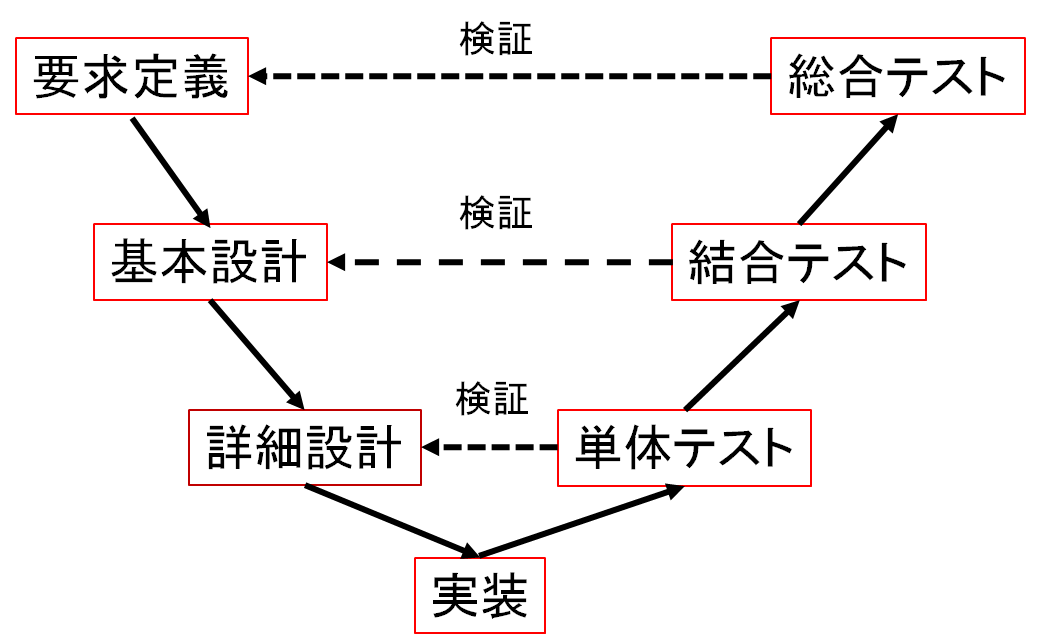 検証
要求定義
総合テスト
検証
基本設計
結合テスト
検証
詳細設計
単体テスト
実装